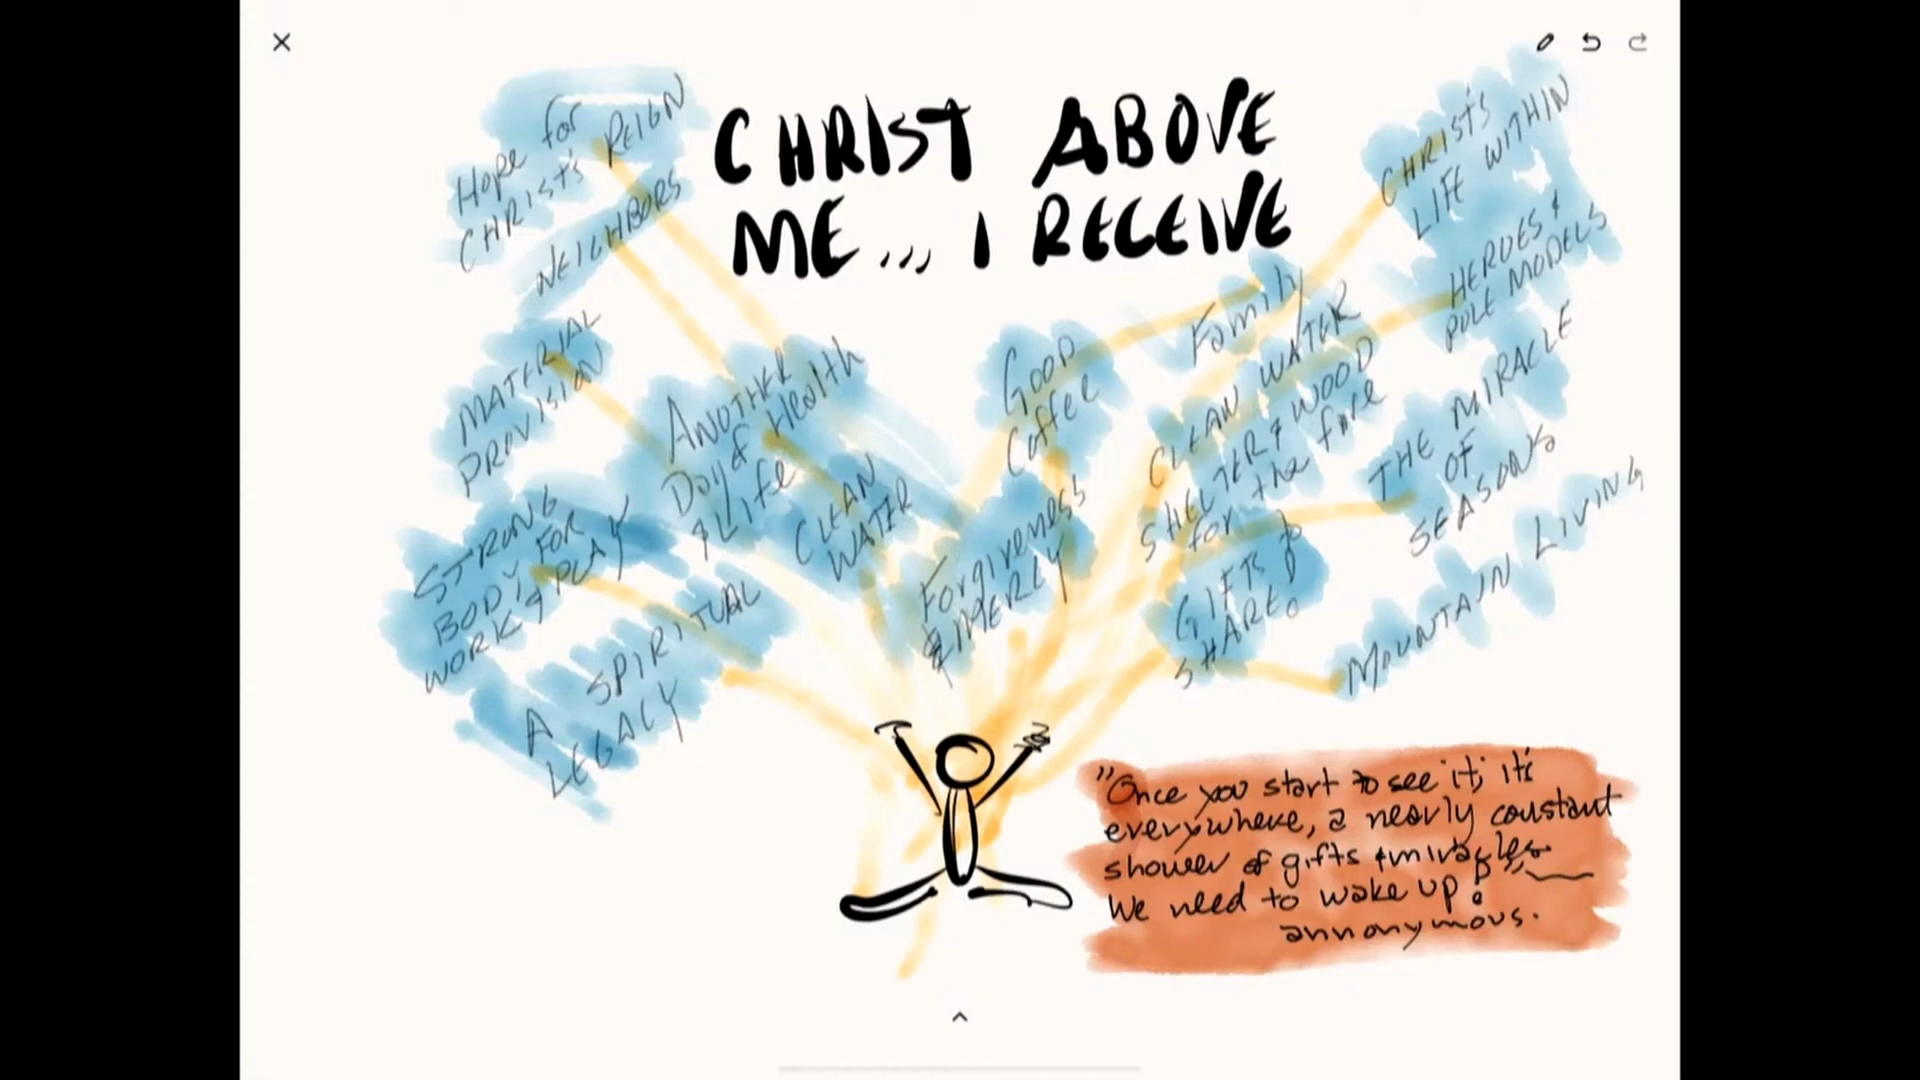 CHRIST ABOVE
ME... I RECEIVE
Hope for
CHRIST'S REIGN
NEIGHBORS
MATERIAL
PROVISION
ANOTHER
Day of Health
& Life
STRONG
BODY FOR
WORK & PLAY
CLEAN
WATER
A SPIRITUAL
LEGACY
GOOD
Coffee
Forgiveness
& MERCY
Family
CLEAN WATER
SHELTER & WOOD
for the fire
GIFTS to
SHARE
CHRIST'S
LIFE WITHIN
HEROES &
ROLE MODELS
THE MIRACLE
OF
SEASONS
MOUNTAIN LIVING
"Once you start to see it, it's
everywhere, a nearly constant
shower of gifts & miracles
We need to wake up!"
annonymous.